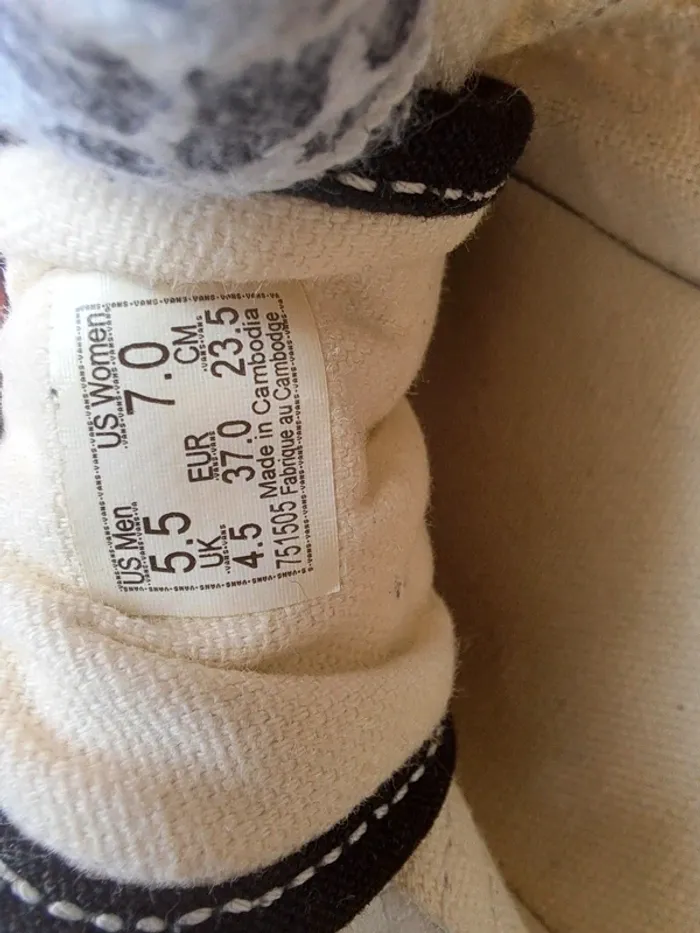 US Men US Women
5.5 7.0
UK EUR CM
4.5 37.0 23.5
Made in Cambodia
751505 Fabrique au Cambodge